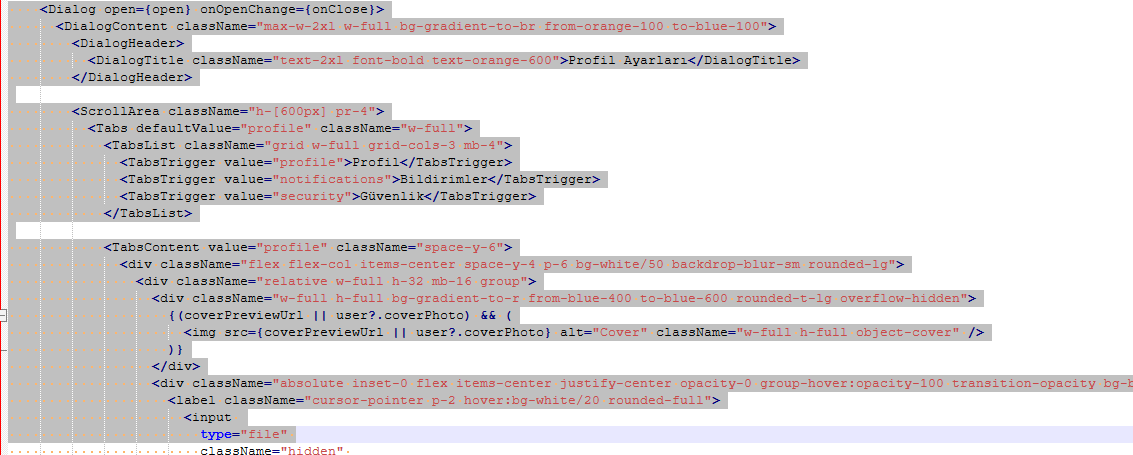 <Dialog open={open} onOpenChange={onClose}>
<DialogContent className="max-w-2xl w-full bg-gradient-to-br from-orange-100 to-blue-100">
<DialogHeader>
<DialogTitle className="text-2xl font-bold text-orange-600">Profil Ayarları</DialogTitle>
</DialogHeader>
<ScrollArea className="h-[600px] pr-4">
<Tabs defaultValue="profile" className="w-full">
<TabsList className="grid w-full grid-cols-3 mb-4">
<TabsTrigger value="profile">Profil</TabsTrigger>
<TabsTrigger value="notifications">Bildirimler</TabsTrigger>
<TabsTrigger value="security">Güvenlik</TabsTrigger>
</TabsList>
<TabsContent value="profile" className="space-y-6">
<div className="flex flex-col items-center space-y-4 p-6 bg-white/50 backdrop-blur-sm rounded-lg">
<div className="relative w-full h-32 mb-16 group">
<div className="w-full h-full bg-gradient-to-r from-blue-400 to-blue-600 rounded-t-lg overflow-hidden">
{(coverPreviewUrl || user?.coverPhoto) && (
<img src={coverPreviewUrl || user?.coverPhoto} alt="Cover" className="w-full h-full object-cover" />
)}
</div>
<div className="absolute inset-0 flex items-center justify-center opacity-0 group-hover:opacity-100 transition-opacity bg-b
<label className="cursor-pointer p-2 hover:bg-white/20 rounded-full">
<input
type="file"
className="hidden"